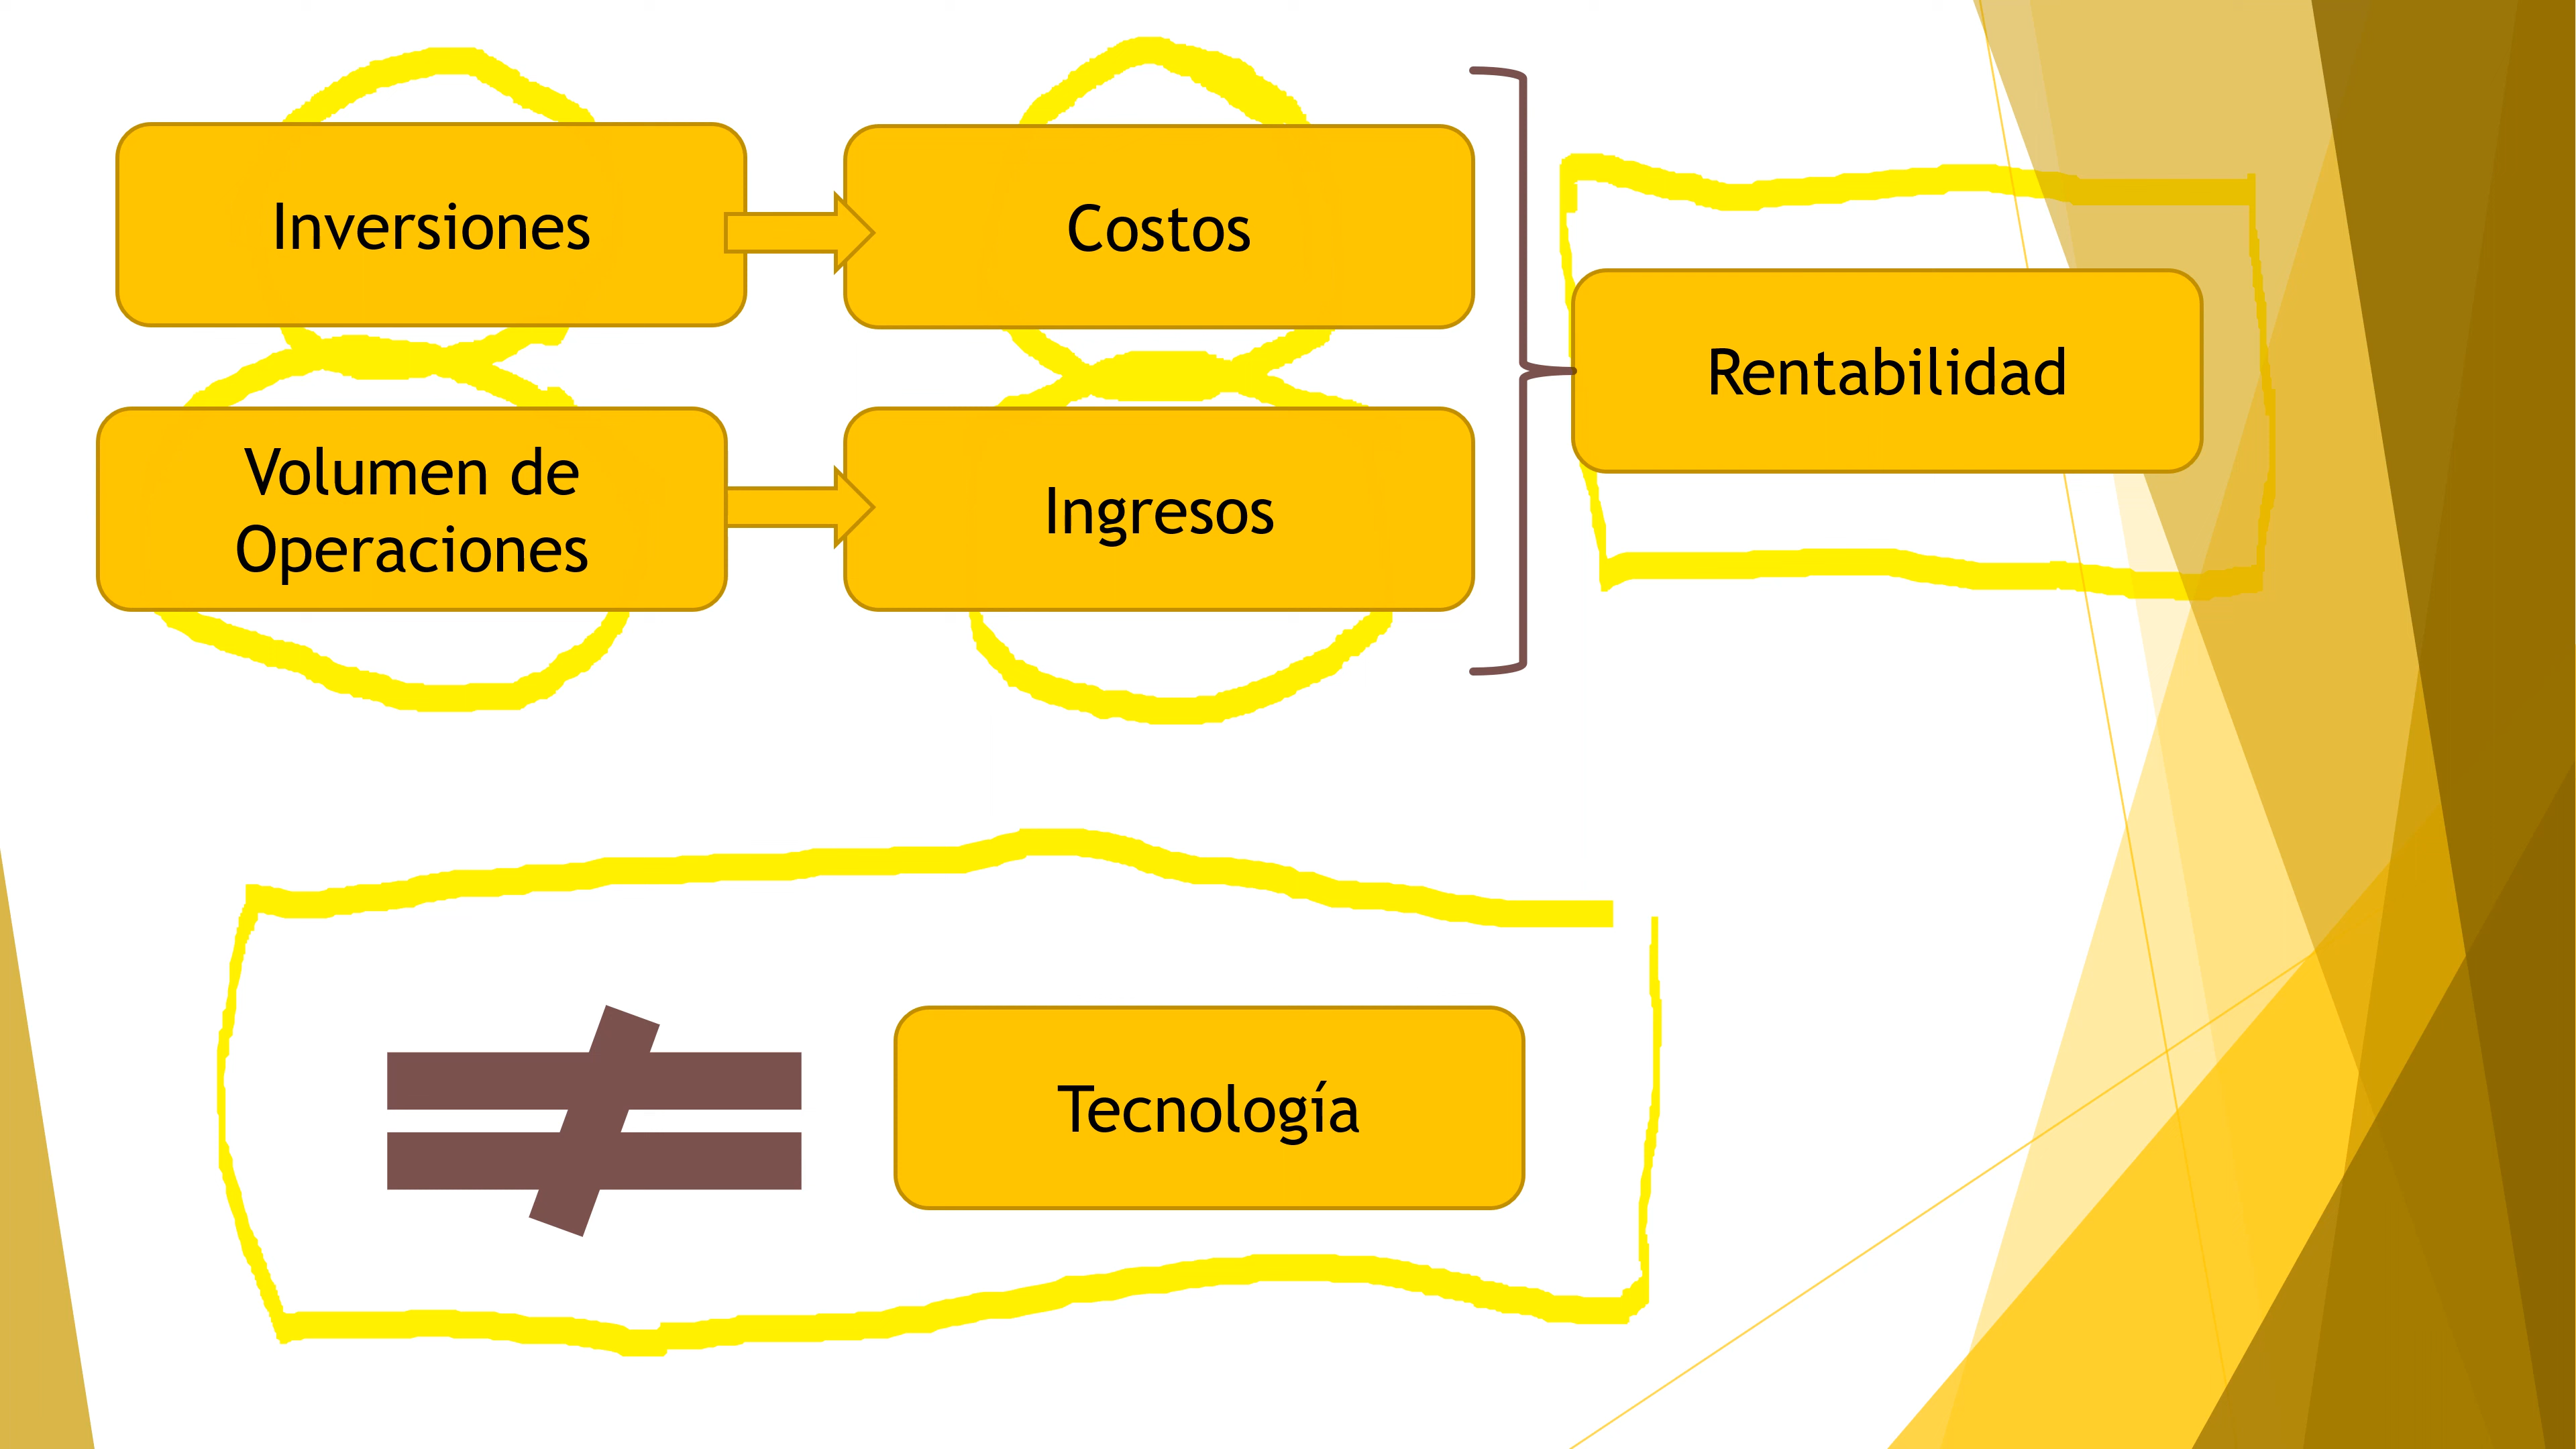 Inversiones
Costos
Rentabilidad
Volumen de
Operaciones
Ingresos
Tecnología